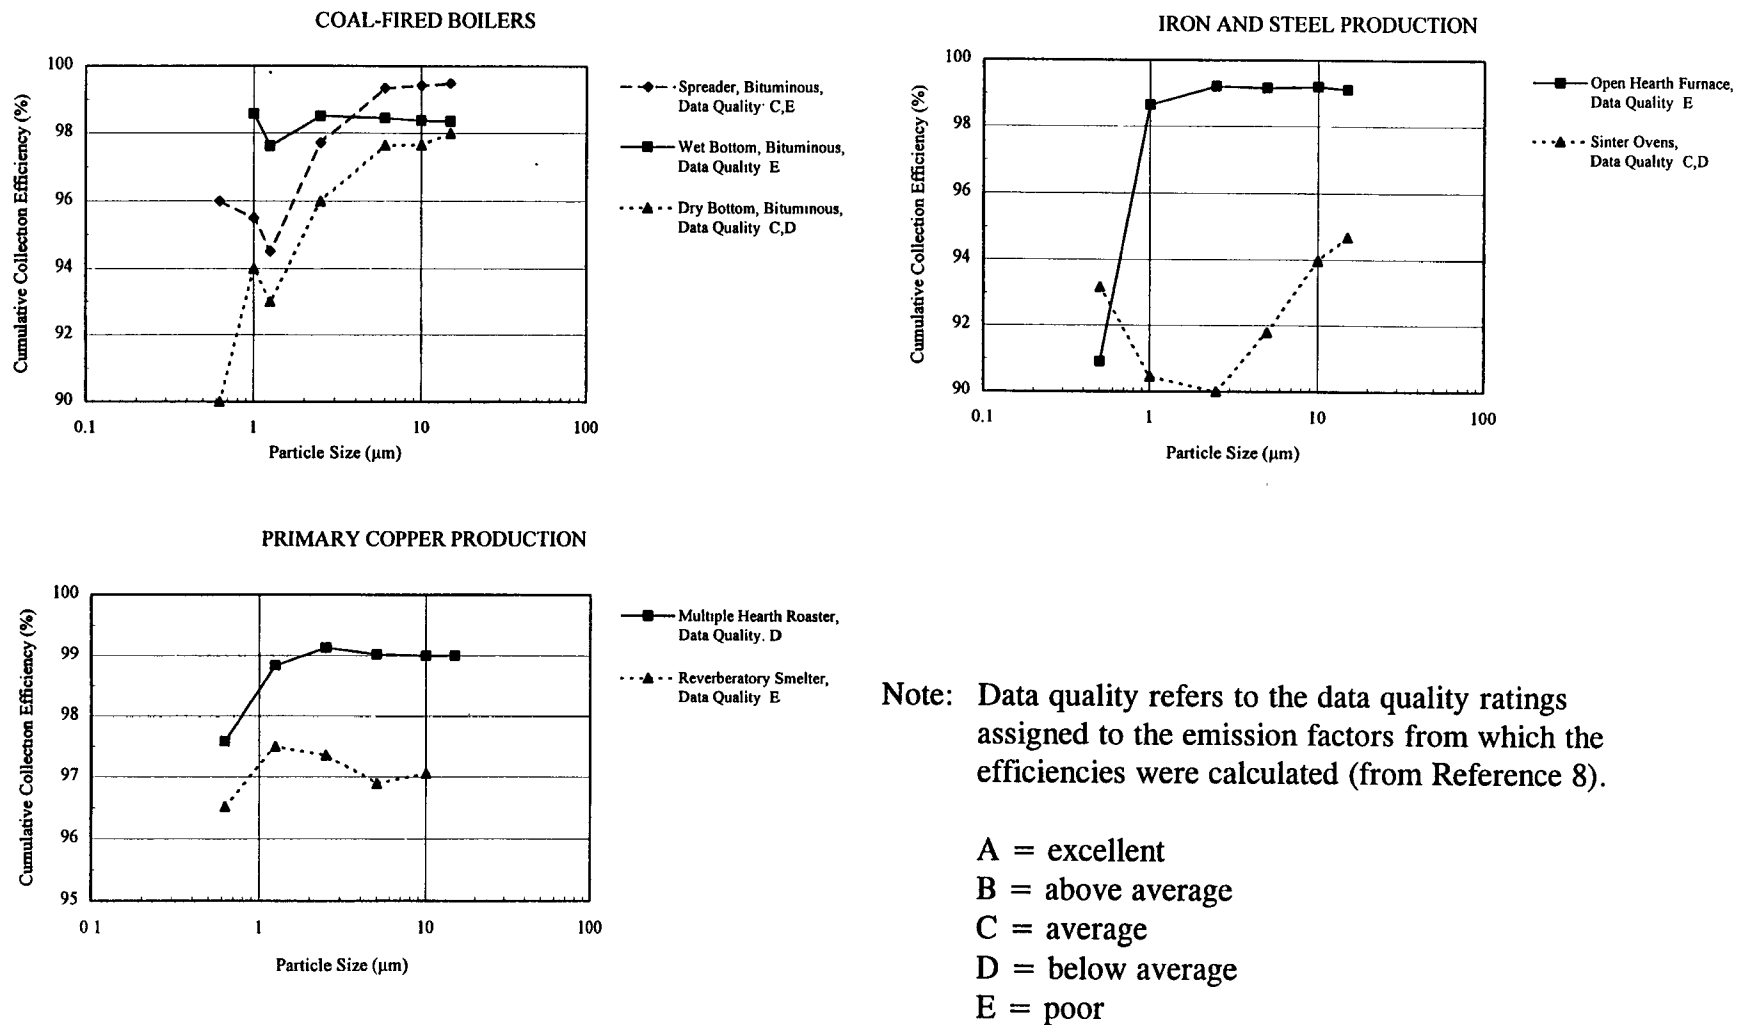 COAL-FIRED BOILERS
Cumulative Collection Efficiency (%)
100
98
96
94
92
90
0.1
1
10
100
Particle Size (μm)
Spreader, Bituminous,
Data Quality C,E
Wet Bottom, Bituminous,
Data Quality E
Dry Bottom, Bituminous,
Data Quality C,D
IRON AND STEEL PRODUCTION
Cumulative Collection Efficiency (%)
100
98
96
94
92
90
0.1
1
10
100
Particle Size (μm)
Open Hearth Furnace,
Data Quality E
Sinter Ovens,
Data Quality C,D
PRIMARY COPPER PRODUCTION
Cumulative Collection Efficiency (%)
100
99
98
97
96
95
0 1
1
10
100
Particle Size (μm)
Multiple Hearth Roaster,
Data Quality. D
Reverberatory Smelter,
Data Quality E
Note: Data quality refers to the data quality ratings
assigned to the emission factors from which the
efficiencies were calculated (from Reference 8).
A = excellent
B = above average
C = average
D = below average
E = poor